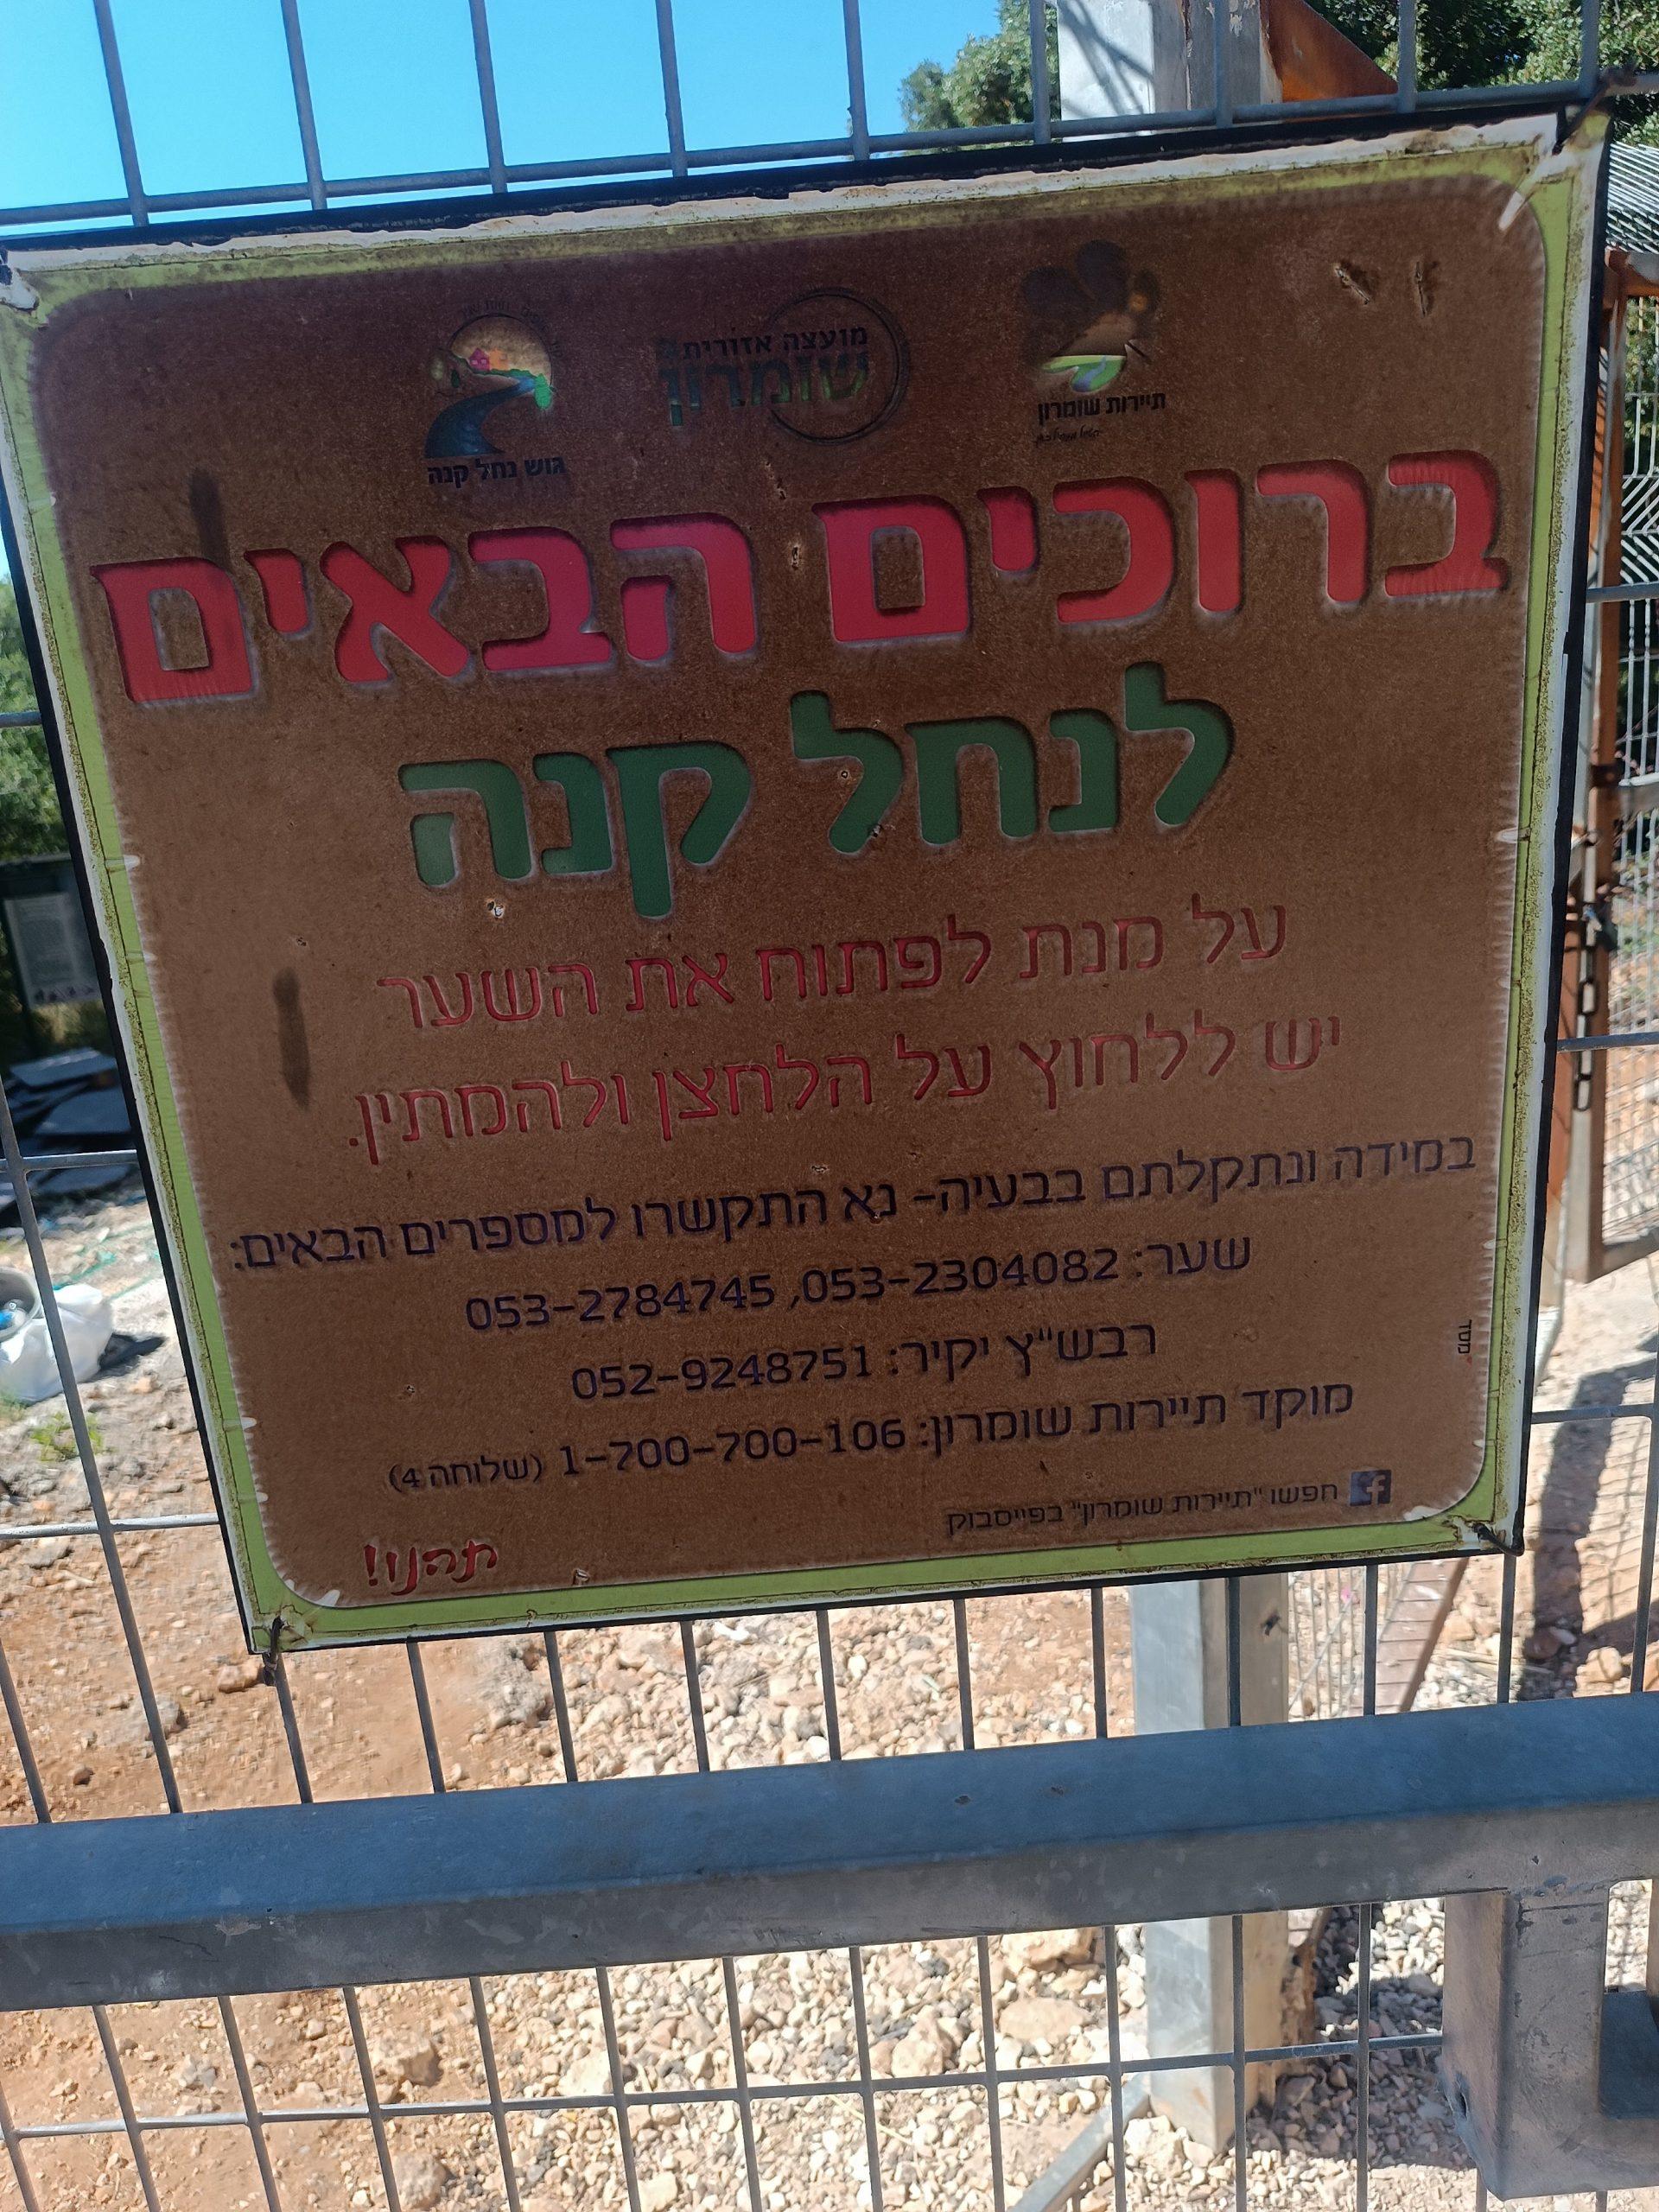 תיירות שומרון
מועצה אזורית
שומרון
גוש נחל קנה
ברוכים הבאים
לנחל קנה
על מנת לפתוח את השער
יש ללחוץ על הלחצן ולהמתין.
במידה ונתקלתם בבעיה- נא התקשרו למספרים הבאים:
שער: 053-2304082, 053-2784745
רבש"ץ יקיר: 052-9248751
מוקד תיירות שומרון: 1-700-700-106 (שלוחה 4)
חפשו "תיירות שומרון" בפייסבוק
תהנו!